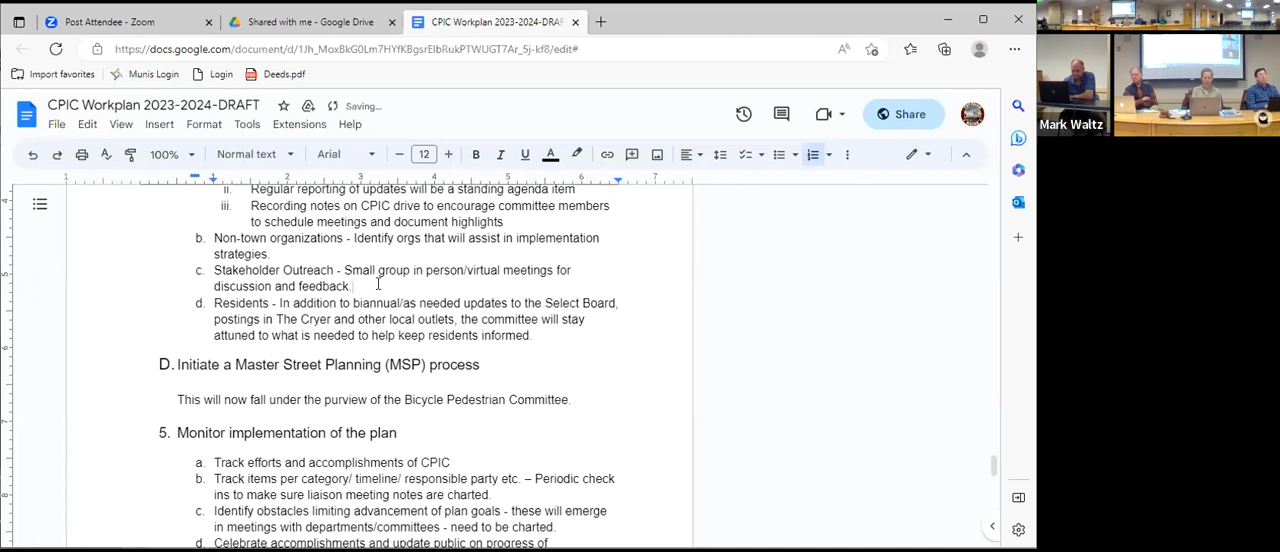 Post Attendee - Zoom
Shared with me - Google Drive
CPIC Workplan 2023-2024-DRAF
https://docs.google.com/document/d/1Jh_MoxBkG0Lm7HYfKBgsrElbRukPTWUGT7Ar_5j-kf8/edit#
Import favorites
Munis Login
Login
Deeds.pdf
CPIC Workplan 2023-2024-DRAFT
Saving...
File Edit View Insert Format Tools Extensions Help
Share
100% Normal text Arial 12
1 1 2 3 4 5 6 7
ii. Regular reporting of updates will be a standing agenda item
iii. Recording notes on CPIC drive to encourage committee members
to schedule meetings and document highlights
b. Non-town organizations - Identify orgs that will assist in implementation
strategies.
c. Stakeholder Outreach - Small group in person/virtual meetings for
discussion and feedback.
d. Residents - In addition to biannual/as needed updates to the Select Board,
postings in The Cryer and other local outlets, the committee will stay
attuned to what is needed to help keep residents informed.
D. Initiate a Master Street Planning (MSP) process
This will now fall under the purview of the Bicycle Pedestrian Committee.
5. Monitor implementation of the plan
a. Track efforts and accomplishments of CPIC
b. Track items per category/ timeline/ responsible party etc. – Periodic check
ins to make sure liaison meeting notes are charted.
c. Identify obstacles limiting advancement of plan goals - these will emerge
in meetings with departments/committees - need to be charted.
d. Celebrate accomplishments and update public on progress of
Mark Waltz